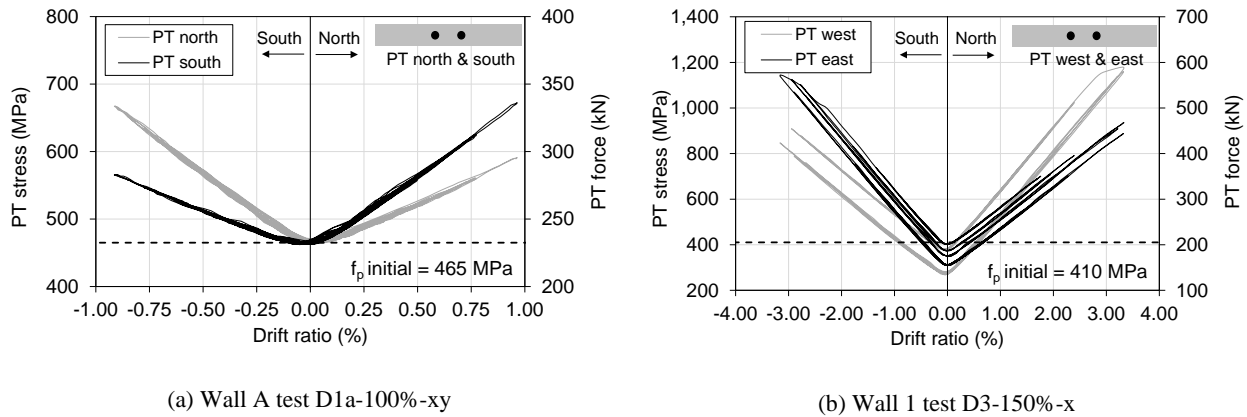 PT north
PT south
South
North
PT north & south
f_p initial = 465 MPa
PT stress (MPa)
800
700
600
500
400
PT force (kN)
400
350
300
250
200
-1.00 -0.75 -0.50 -0.25 0.00 0.25 0.50 0.75 1.00
Drift ratio (%)
(a) Wall A test D1a-100%-xy
PT west
PT east
South
North
PT west & east
f_p initial = 410 MPa
PT stress (MPa)
1,400
1,200
1,000
800
600
400
200
PT force (kN)
700
600
500
400
300
200
100
-4.00 -3.00 -2.00 -1.00 0.00 1.00 2.00 3.00 4.00
Drift ratio (%)
(b) Wall 1 test D3-150%-x